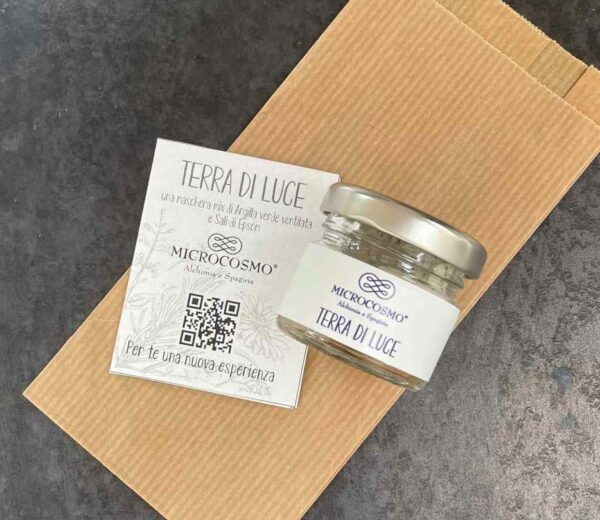 TERRA DI LUCE
una maschera mix di Argilla verde ventilata
e Sali di Epsom
MICROCOSMO®
Alchimia e Spagiria
Per te una nuova esperienza
MICROCOSMO®
Alchimia e Spagiria
TERRA DI LUCE